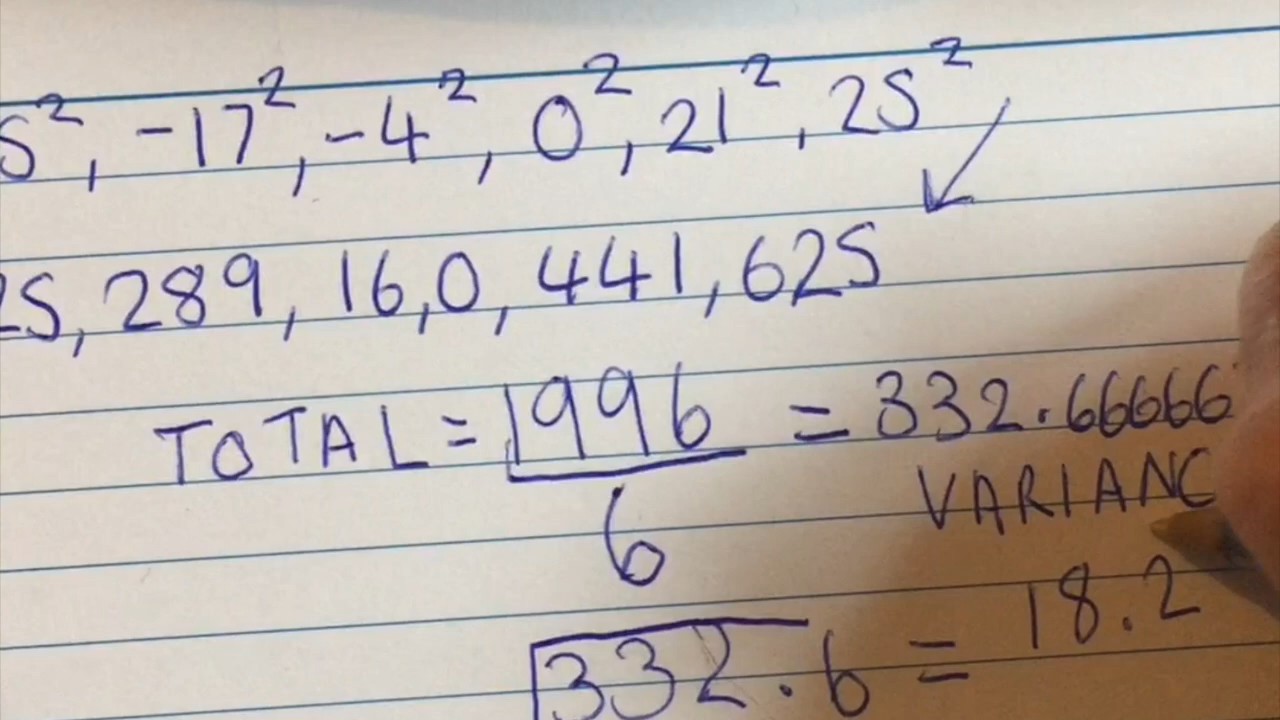 5², -17², -4², 0², 21², 25²
25, 289, 16, 0, 441, 625
TOTAL = 1996 = 332.66666
6
VARIANC
√332.6 = 18.2